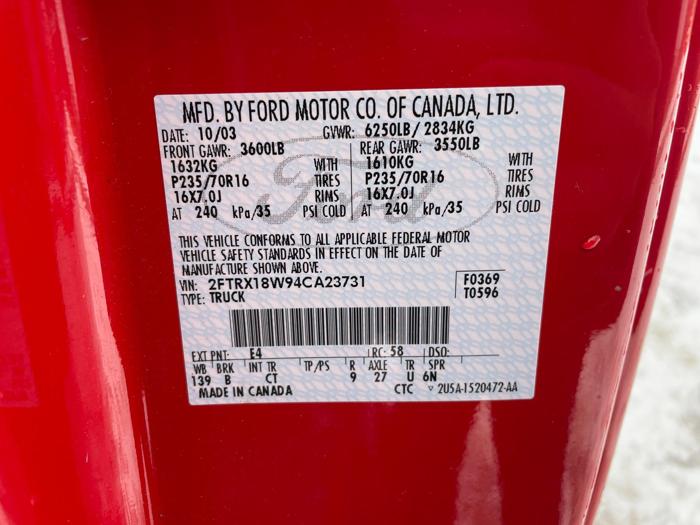 MFD. BY FORD MOTOR CO. OF CANADA, LTD.
DATE: 10/03 GVWR: 6250LB/ 2834KG
FRONT GAWR: 3600LB REAR GAWR: 3550LB
1632KG WITH 1610KG WITH
P235/70R16 TIRES P235/70R16 TIRES
16X7.0J RIMS 16X7.0J RIMS
AT 240 kPa/35 PSI COLD AT 240 kPa/35 PSI COLD
Ford
THIS VEHICLE CONFORMS TO ALL APPLICABLE FEDERAL MOTOR
VEHICLE SAFETY STANDARDS IN EFFECT ON THE DATE OF
MANUFACTURE SHOWN ABOVE.
VIN: 2FTRX18W94CA23731 F0369
TYPE: TRUCK T0596
EXT PNT: E4 RC: 58 DSO:
WB BRK INT TR TP/PS R AXLE TR SPR
139 B CT 9 27 U 6N
MADE IN CANADA CTC ▽ 2U5A-1520472-AA